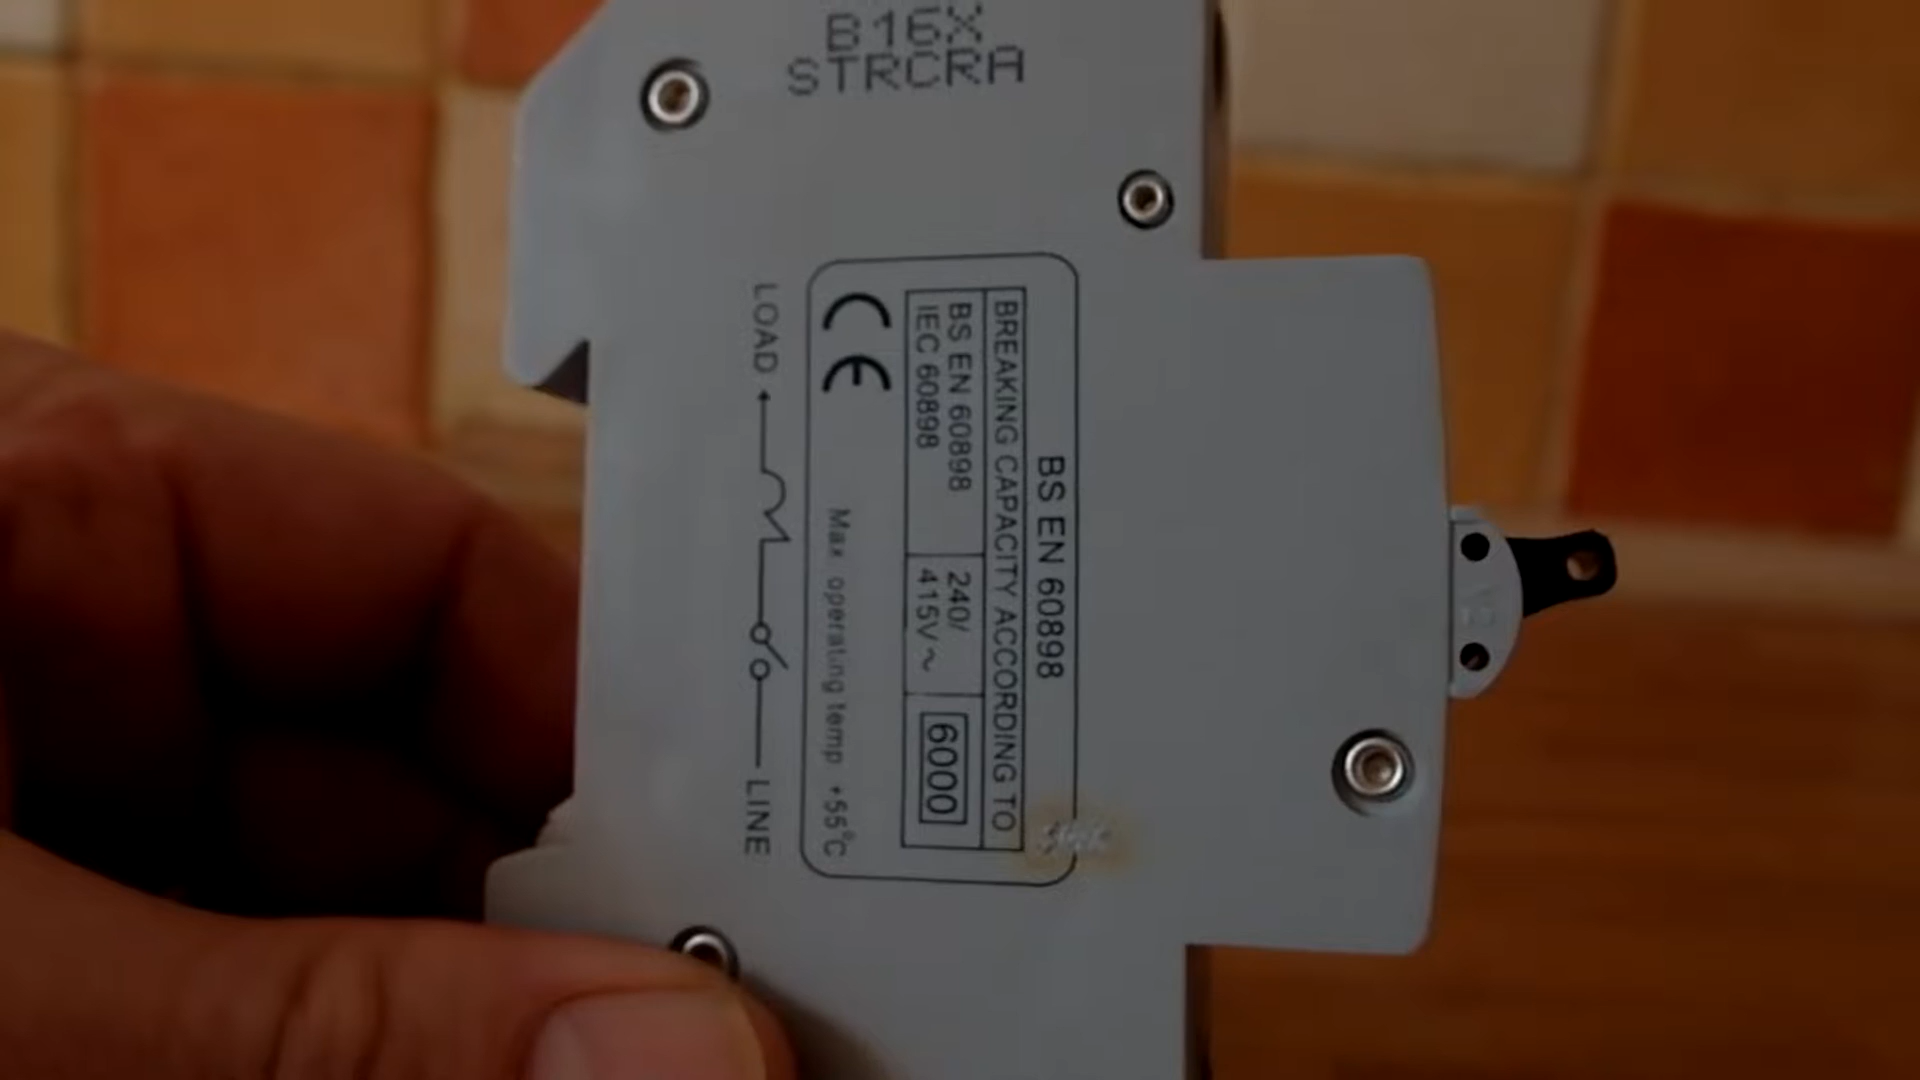 B16X
STRCRA
BS EN 60898
BREAKING CAPACITY ACCORDING TO
BS EN 60898
IEC 60898
240/
415V~
6000
CE
Max. operating temp +55°C
LOAD
LINE